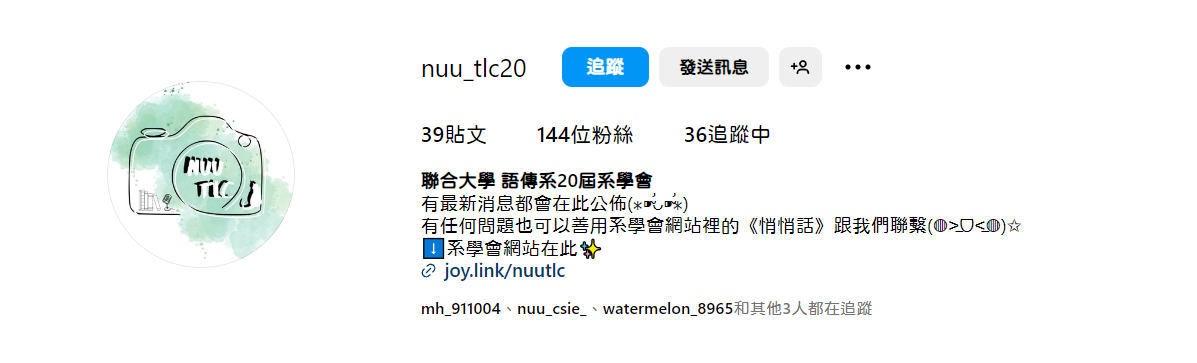 nuu_tlc20 追蹤 發送訊息
39貼文 144位粉絲 36追蹤中
NUU
TLC
聯合大學 語傳系20屆系學會
有最新消息都會在此公佈(⁎⁍̴̛ᴗ⁍̴̛⁎)
有任何問題也可以善用系學會網站裡的《悄悄話》跟我們聯繫(◍˃̶ᗜ˂̶◍)☆
⬇️系學會網站在此✨
joy.link/nuutlc
mh_911004、nuu_csie_、watermelon_8965和其他3人都在追蹤